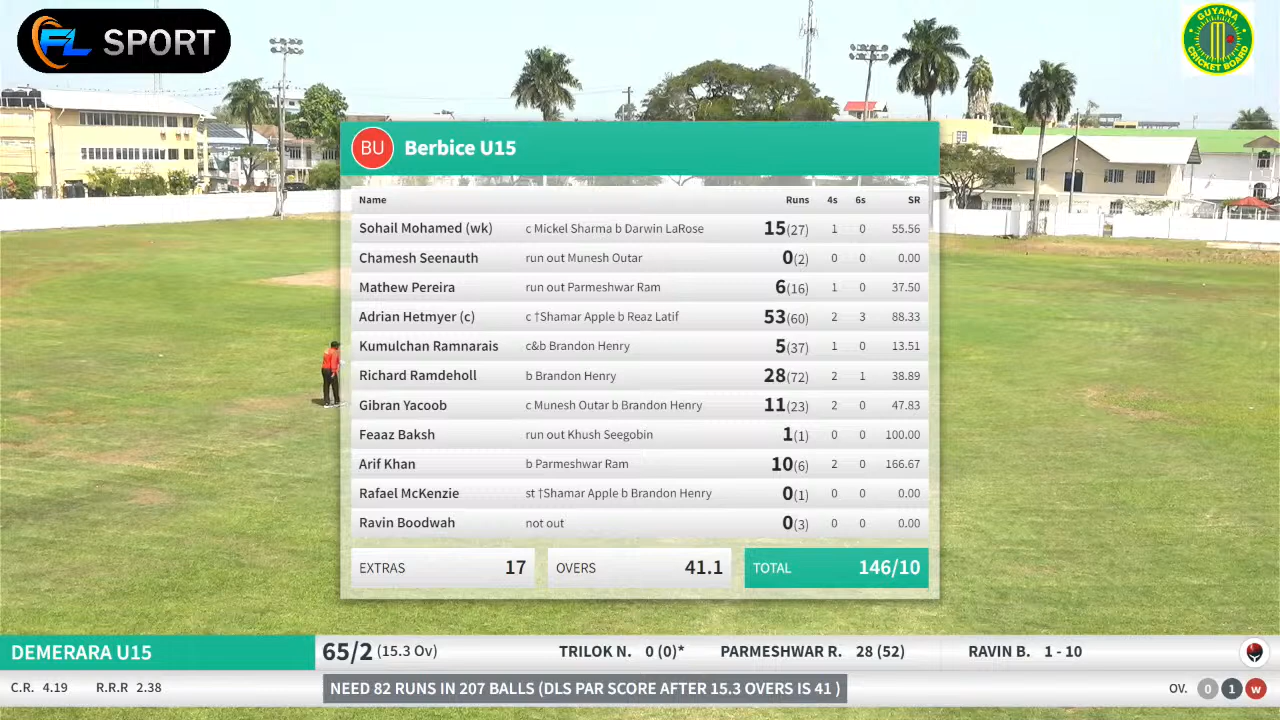 FL SPORT
GUYANA
CRICKET BOARD
BU Berbice U15
Name Runs 4s 6s SR
Sohail Mohamed (wk) c Mickel Sharma b Darwin LaRose 15(27) 1 0 55.56
Chamesh Seenauth run out Munesh Outar 0(2) 0 0 0.00
Mathew Pereira run out Parmeshwar Ram 6(16) 1 0 37.50
Adrian Hetmyer (c) c †Shamar Apple b Reaz Latif 53(60) 2 3 88.33
Kumulchan Ramnarais c&b Brandon Henry 5(37) 1 0 13.51
Richard Ramdeholl b Brandon Henry 28(72) 2 1 38.89
Gibran Yacoob c Munesh Outar b Brandon Henry 11(23) 2 0 47.83
Feaaz Baksh run out Khush Seegobin 1(1) 0 0 100.00
Arif Khan b Parmeshwar Ram 10(6) 2 0 166.67
Rafael McKenzie st †Shamar Apple b Brandon Henry 0(1) 0 0 0.00
Ravin Boodwah not out 0(3) 0 0 0.00
EXTRAS 17 OVERS 41.1 TOTAL 146/10
DEMERARA U15 65/2 (15.3 Ov) TRILOK N. 0 (0)* PARMESHWAR R. 28 (52) RAVIN B. 1 - 10
C.R. 4.19 R.R.R 2.38 NEED 82 RUNS IN 207 BALLS (DLS PAR SCORE AFTER 15.3 OVERS IS 41 ) OV. 0 1 W